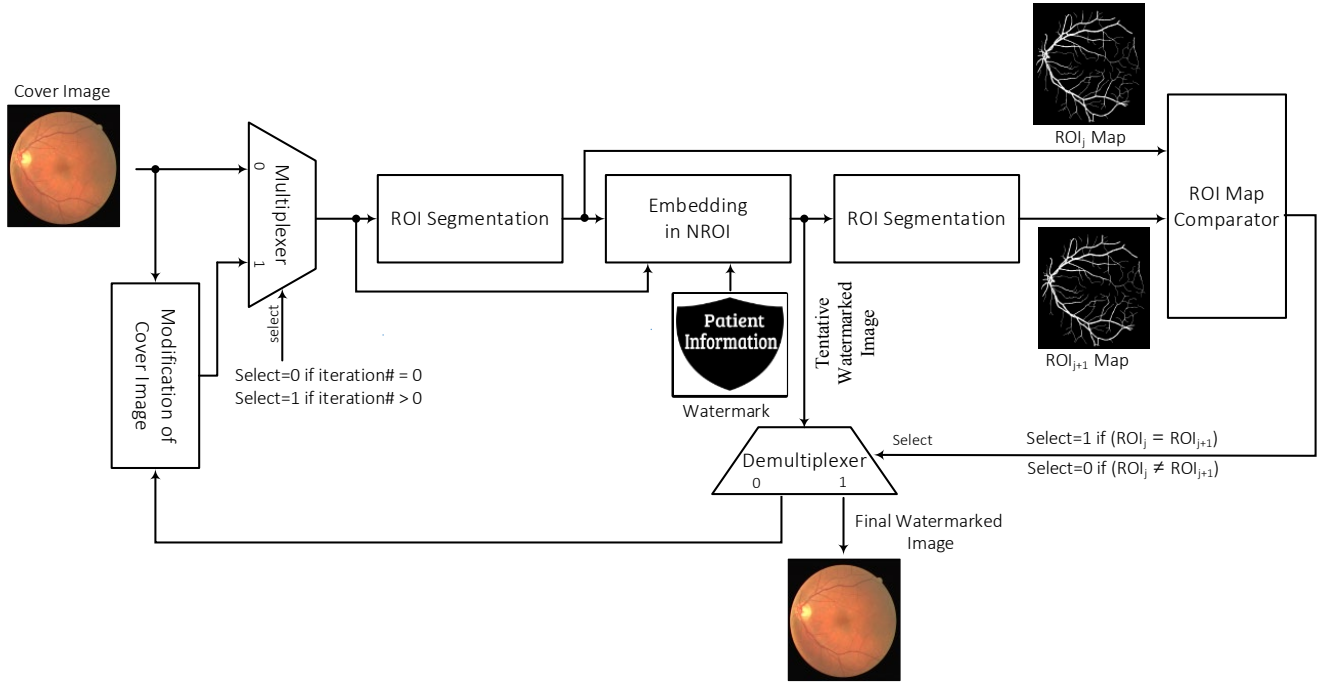 Cover Image
0
Multiplexer
1
select
Select=0 if iteration# = 0
Select=1 if iteration# > 0
Modification of
Cover Image
ROI Segmentation
Embedding
in NROI
Patient
Information
Watermark
Tentative
Watermarked
Image
ROI Segmentation
ROIj Map
ROIj+1 Map
ROI Map
Comparator
Select
Select=1 if (ROIj = ROIj+1)
Select=0 if (ROIj ≠ ROIj+1)
Demultiplexer
0 1
Final Watermarked
Image